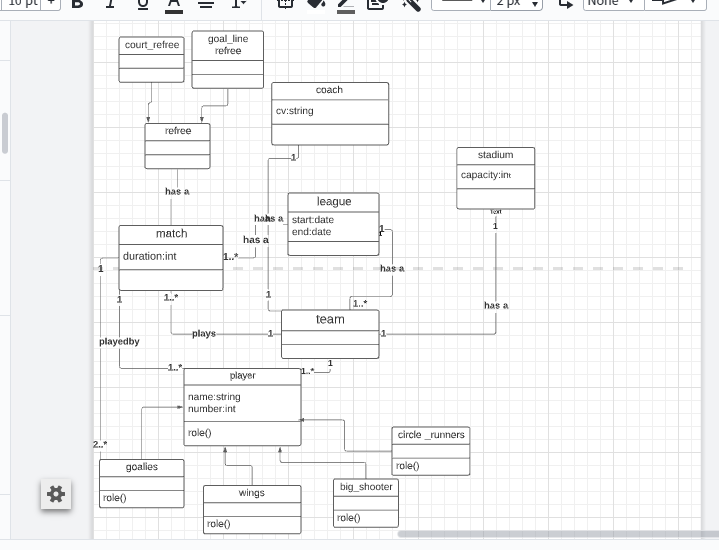 10 pt
+
B
I
U
A
1
2 px
None
court_refree
goal_line
refree
coach
cv:string
refree
1
stadium
capacity:int
Text
1
has a
league
start:date
end:date
has a
has a
1
match
duration:int
1..*
1
has a
1
1..*
1
1..*
has a
team
plays
1
1
playedby
1..*
1..*
1
player
name:string
number:int
role()
2..*
circle _runners
role()
goalies
role()
wings
role()
big_shooter
role()